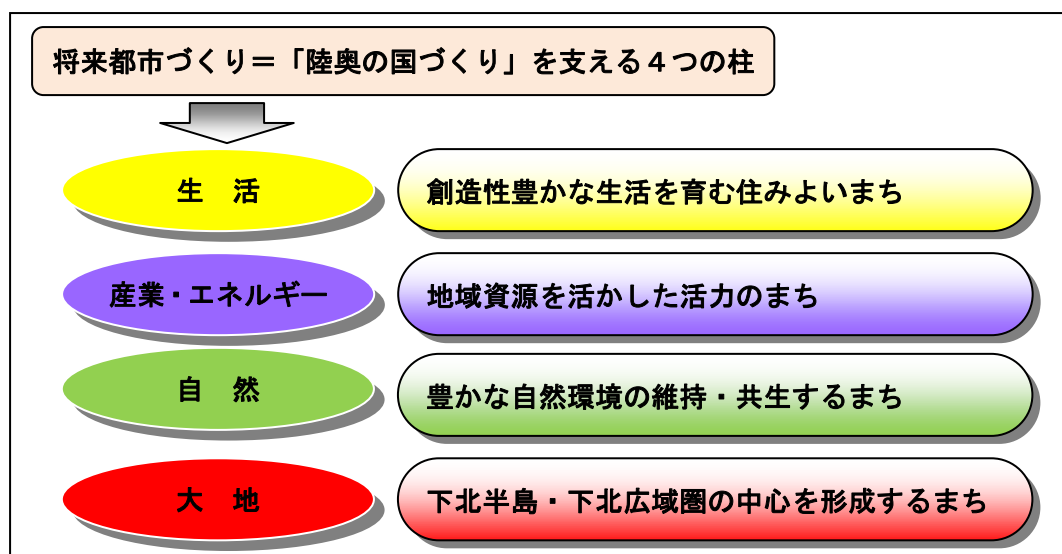 将来都市づくり＝「陸奥の国づくり」を支える４つの柱
生　活
創造性豊かな生活を育む住みよいまち
産業・エネルギー
地域資源を活かした活力のまち
自　然
豊かな自然環境の維持・共生するまち
大　地
下北半島・下北広域圏の中心を形成するまち